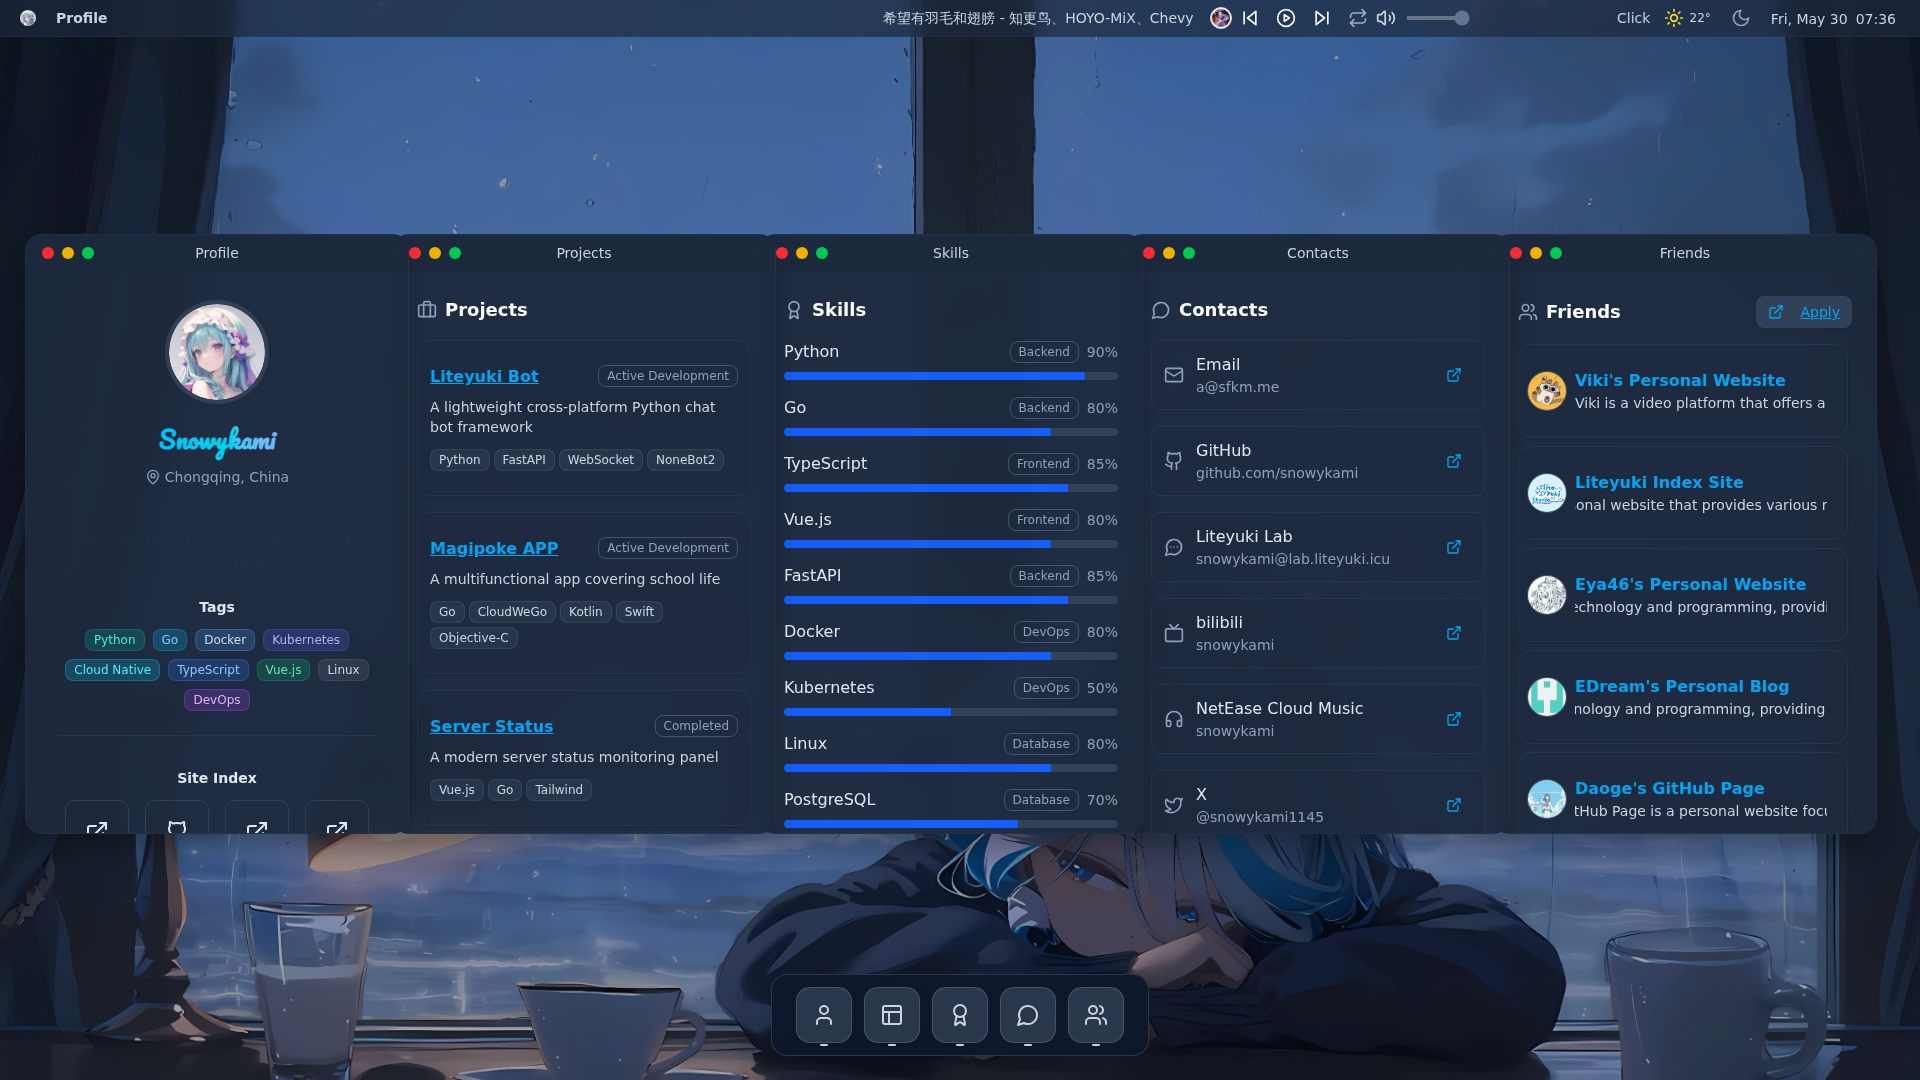 Profile
希望有羽毛和翅膀 - 知更鸟、HOYO-MiX、Chevy
Click
22°
Fri, May 30 07:36
Profile
Snowykami
Chongqing, China
Tags
Python Go Docker Kubernetes
Cloud Native TypeScript Vue.js Linux
DevOps
Site Index
Projects
Projects
Liteyuki Bot
Active Development
A lightweight cross-platform Python chat
bot framework
Python FastAPI WebSocket NoneBot2
Magipoke APP
Active Development
A multifunctional app covering school life
Go CloudWeGo Kotlin Swift
Objective-C
Server Status
Completed
A modern server status monitoring panel
Vue.js Go Tailwind
Skills
Skills
Python Backend 90%
Go Backend 80%
TypeScript Frontend 85%
Vue.js Frontend 80%
FastAPI Backend 85%
Docker DevOps 80%
Kubernetes DevOps 50%
Linux Database 80%
PostgreSQL Database 70%
Contacts
Contacts
Email
a@sfkm.me
GitHub
github.com/snowykami
Liteyuki Lab
snowykami@lab.liteyuki.icu
bilibili
snowykami
NetEase Cloud Music
snowykami
X
@snowykami1145
Friends
Friends
Apply
Viki's Personal Website
Viki is a video platform that offers a
Liteyuki Index Site
onal website that provides various r
Eya46's Personal Website
echnology and programming, providi
EDream's Personal Blog
nology and programming, providing
Daoge's GitHub Page
tHub Page is a personal website focu